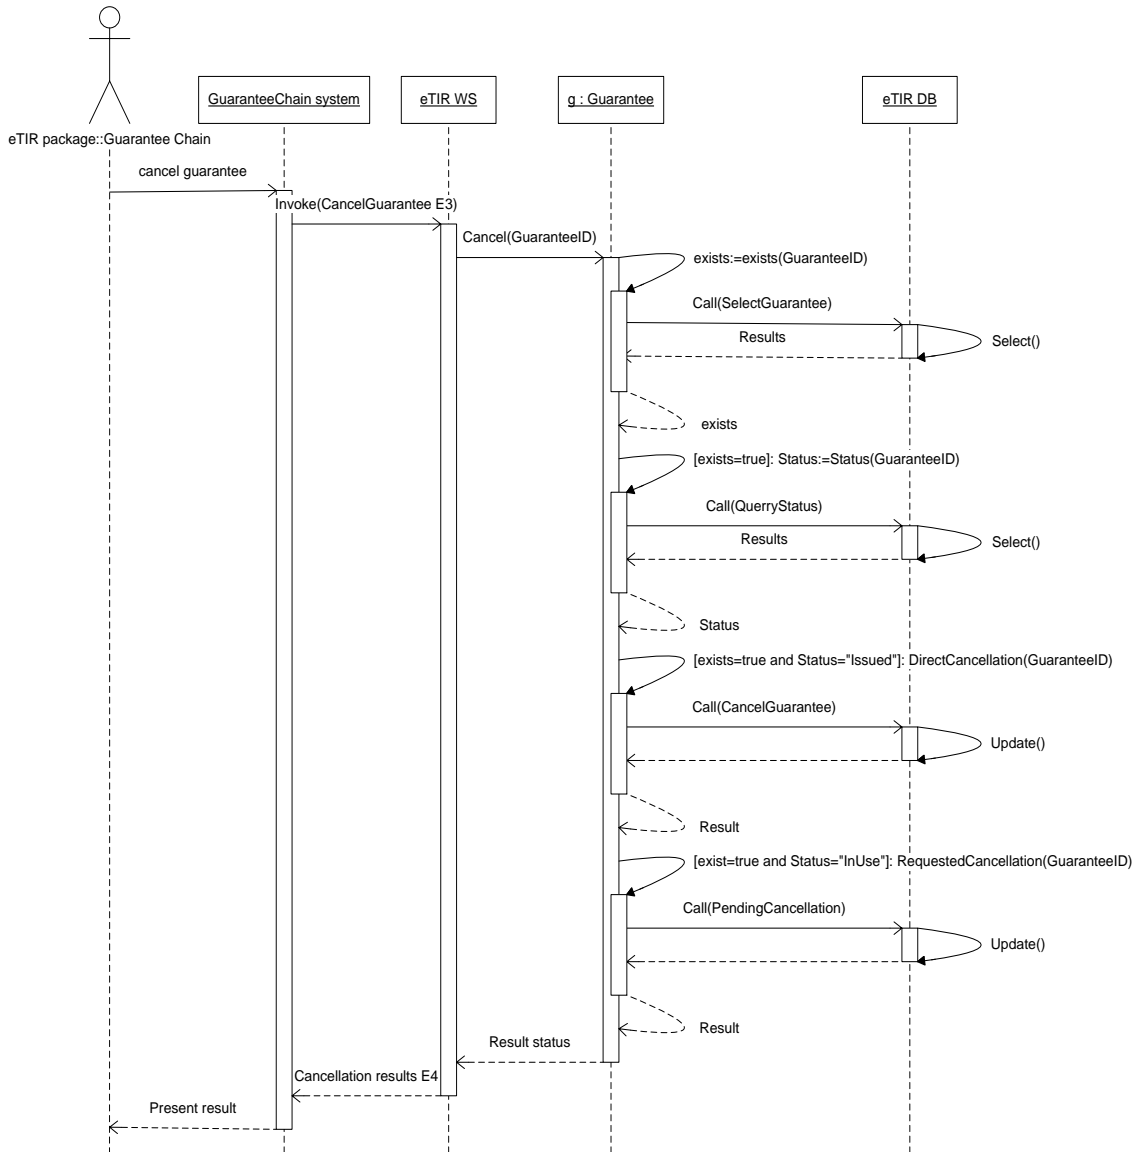 GuaranteeChain system
eTIR WS
g : Guarantee
eTIR DB
eTIR package::Guarantee Chain
cancel guarantee
Invoke(CancelGuarantee E3)
Cancel(GuaranteeID)
exists:=exists(GuaranteeID)
Call(SelectGuarantee)
Results
Select()
exists
[exists=true]: Status:=Status(GuaranteeID)
Call(QuerryStatus)
Results
Select()
Status
[exists=true and Status="Issued"]: DirectCancellation(GuaranteeID)
Call(CancelGuarantee)
Update()
Result
[exist=true and Status="InUse"]: RequestedCancellation(GuaranteeID)
Call(PendingCancellation)
Update()
Result
Result status
Cancellation results E4
Present result